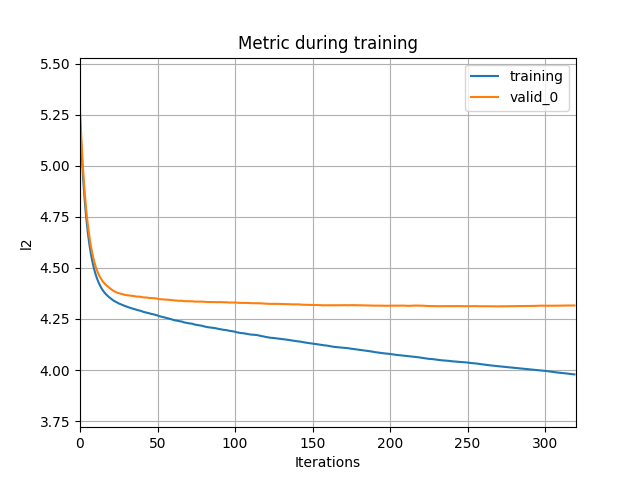 Metric during training
5.50
5.25
5.00
4.75
4.50
4.25
4.00
3.75
l2
training
valid_0
0 50 100 150 200 250 300
Iterations